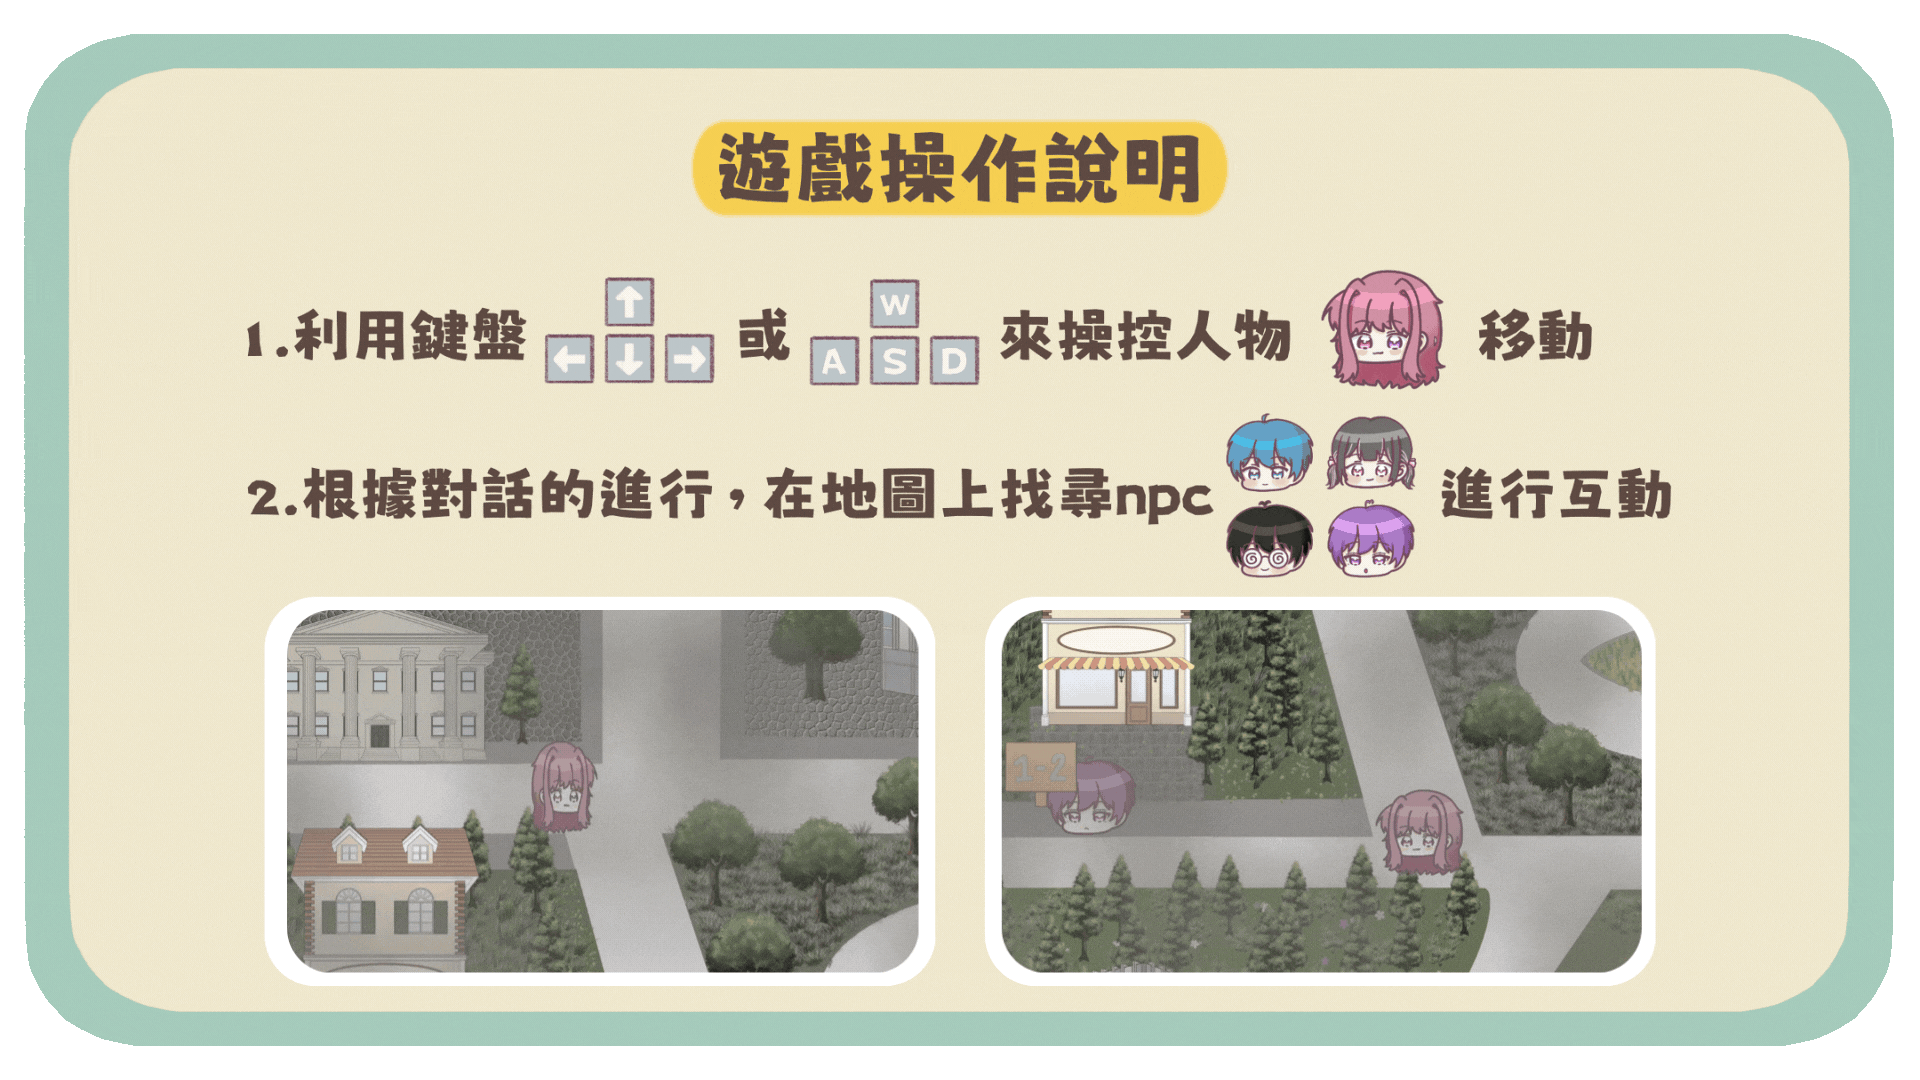 遊戲操作說明
1.利用鍵盤 ↑ ← ↓ → 或 W A S D 來操控人物 移動
2.根據對話的進行，在地圖上找尋npc 進行互動
1-2